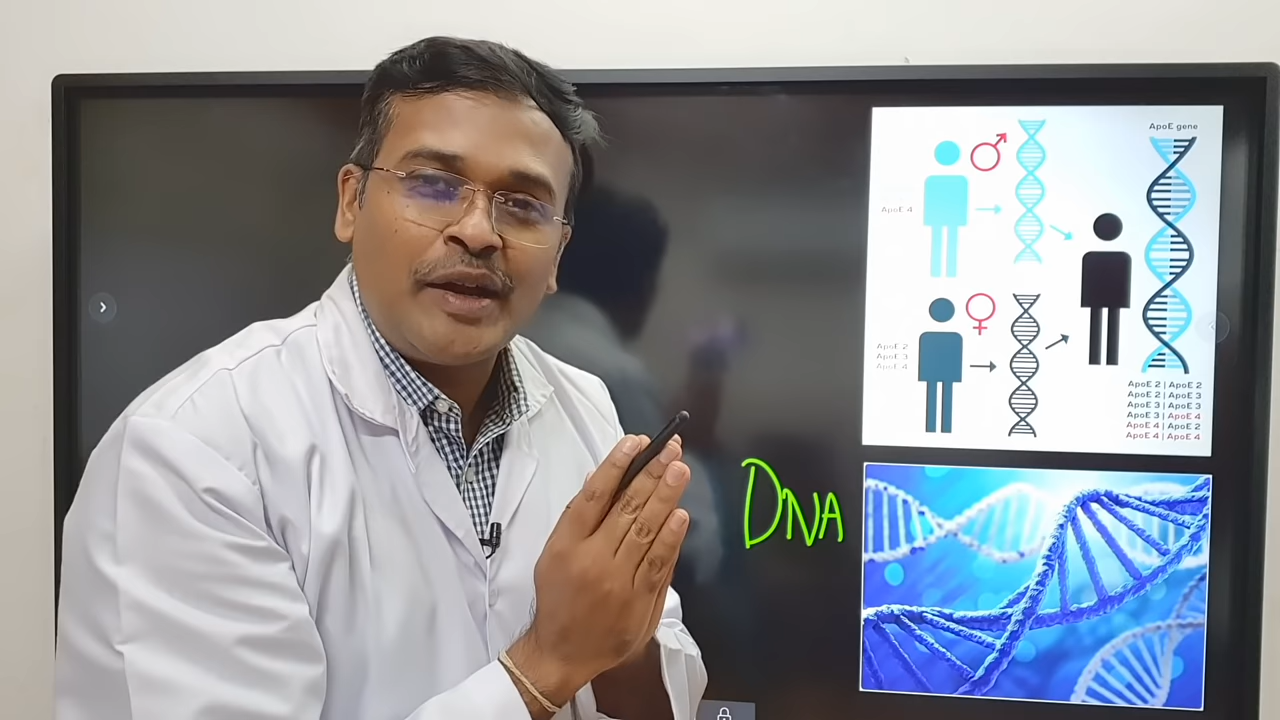 ApoE gene
ApoE 4
ApoE 2
ApoE 3
ApoE 4
ApoE 2 | ApoE 2
ApoE 2 | ApoE 3
ApoE 3 | ApoE 3
ApoE 3 | ApoE 4
ApoE 4 | ApoE 2
ApoE 4 | ApoE 4
DNA